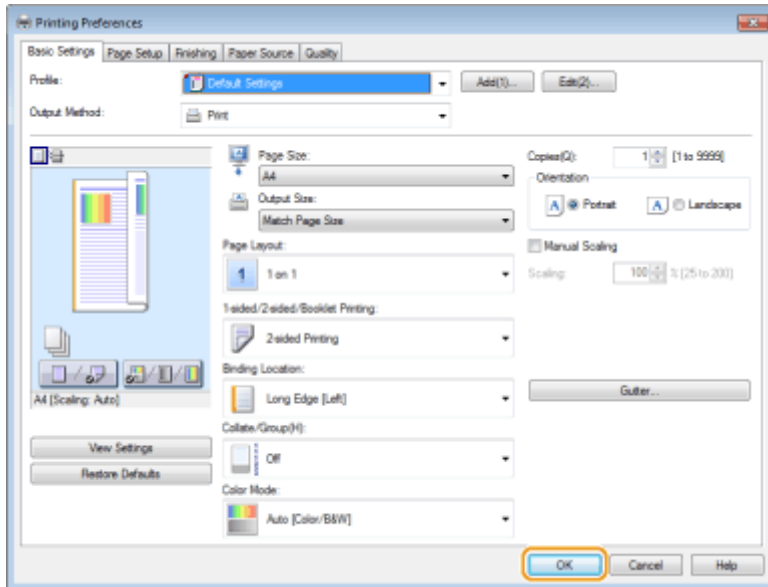 Printing Preferences
Basic Settings Page Setup Finishing Paper Source Quality
Profile: Default Settings Add(1)... Edit(2)...
Output Method: Print
Page Size:
A4
Output Size:
Match Page Size
Copies(Q): 1 [1 to 9999]
Orientation
A Portrait A Landscape
Page Layout:
1 1 on 1
Manual Scaling
Scaling: 100 % [25 to 200]
1-sided/2-sided/Booklet Printing:
2-sided Printing
Binding Location:
Long Edge [Left]
Gutter...
A4 [Scaling: Auto]
Collate/Group(H):
Off
View Settings
Restore Defaults
Color Mode:
Auto [Color/B&W]
OK Cancel Help